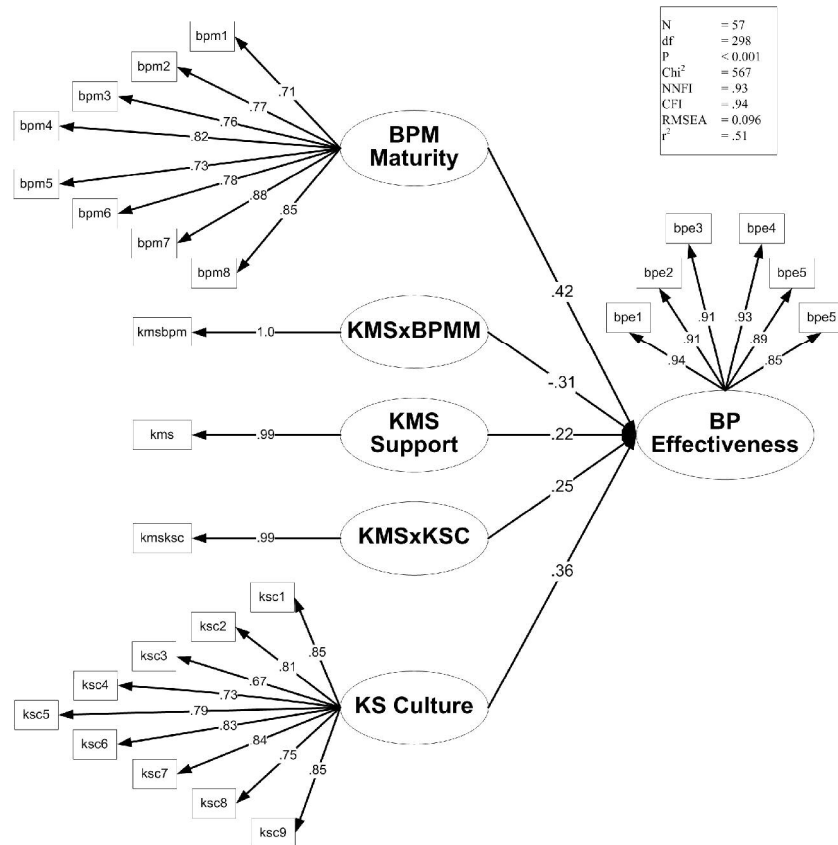 N = 57
df = 298
P < 0.001
Chi² = 567
NNFI = .93
CFI = .94
RMSEA = 0.096
r² = .51
bpm1
bpm2
bpm3
bpm4
bpm5
bpm6
bpm7
bpm8
.71
.77
.76
.82
.73
.78
.88
.85
BPM
Maturity
.42
kmsbpm
1.0
KMSxBPMM
-.31
kms
.99
KMS
Support
.22
kmsksc
.99
KMSxKSC
.25
ksc1
ksc2
ksc3
ksc4
ksc5
ksc6
ksc7
ksc8
ksc9
.85
.81
.67
.73
.79
.83
.84
.75
.85
KS Culture
.36
bpe1
bpe2
bpe3
bpe4
bpe5
bpe5
.94
.91
.91
.93
.89
.85
BP
Effectiveness